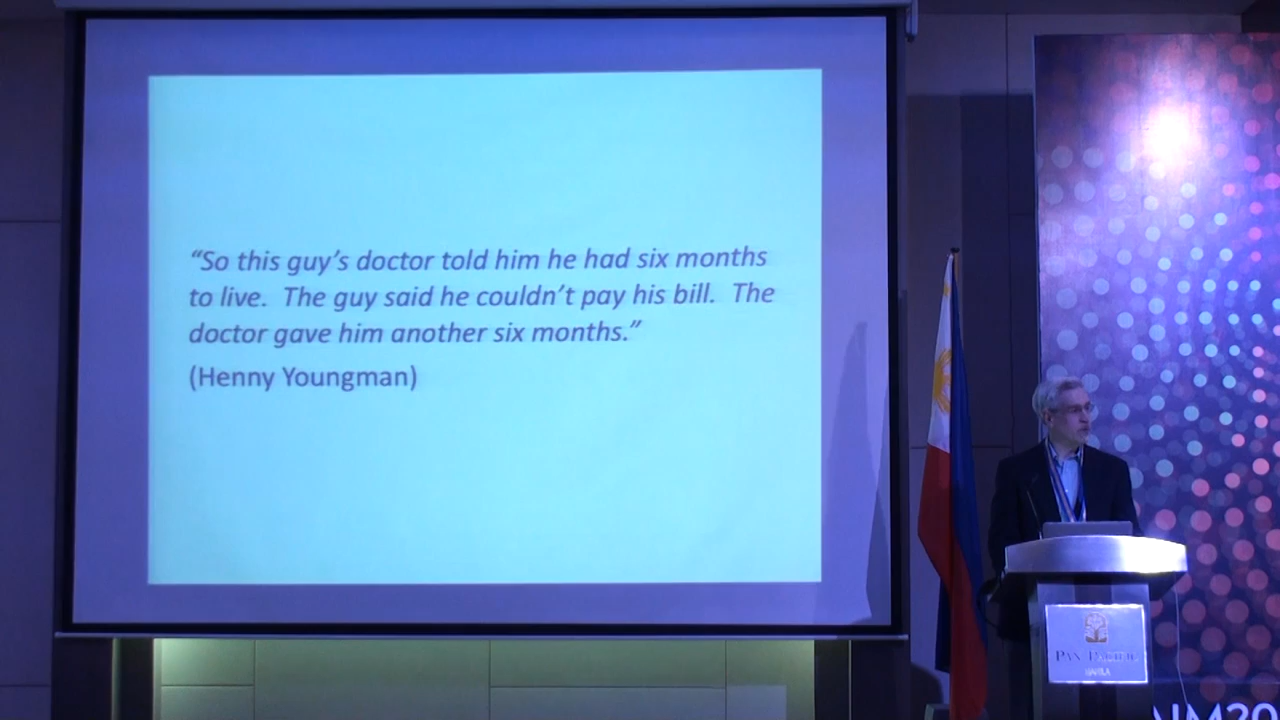 “So this guy’s doctor told him he had six months
to live.  The guy said he couldn’t pay his bill.  The
doctor gave him another six months.”
(Henny Youngman)
PAN PACIFIC
MANILA